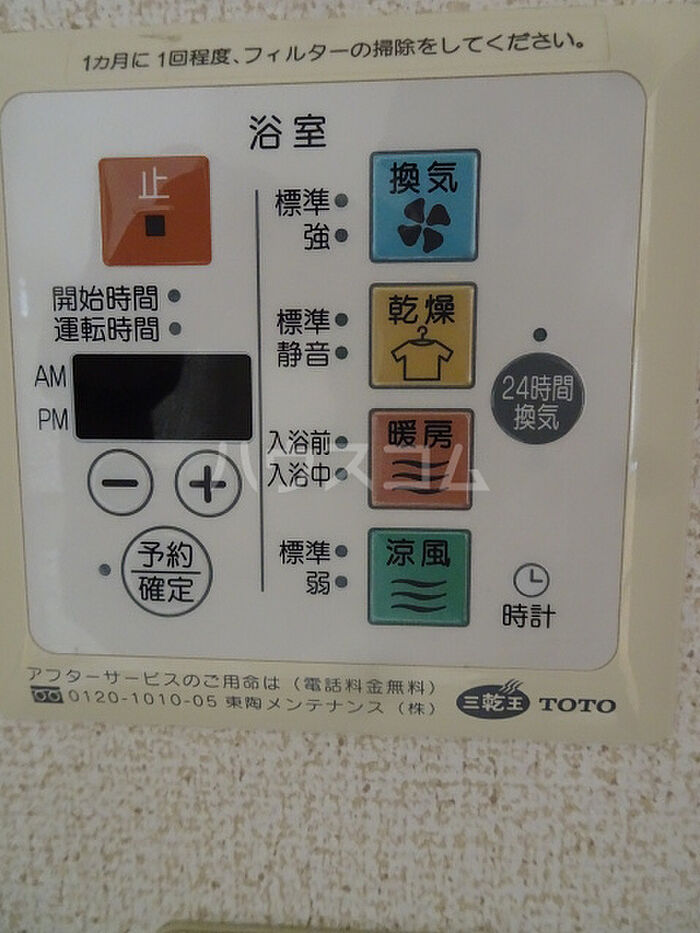 1カ月に1回程度、フィルターの掃除をしてください。
浴室
止
開始時間
運転時間
AM
PM
予約
確定
標準
強
換気
標準
静音
乾燥
入浴前
入浴中
暖房
標準
弱
涼風
24時間
換気
時計
ハウスコム
アフターサービスのご用命は(電話料金無料)
0120-1010-05 東陶メンテナンス(株)
三乾王 TOTO